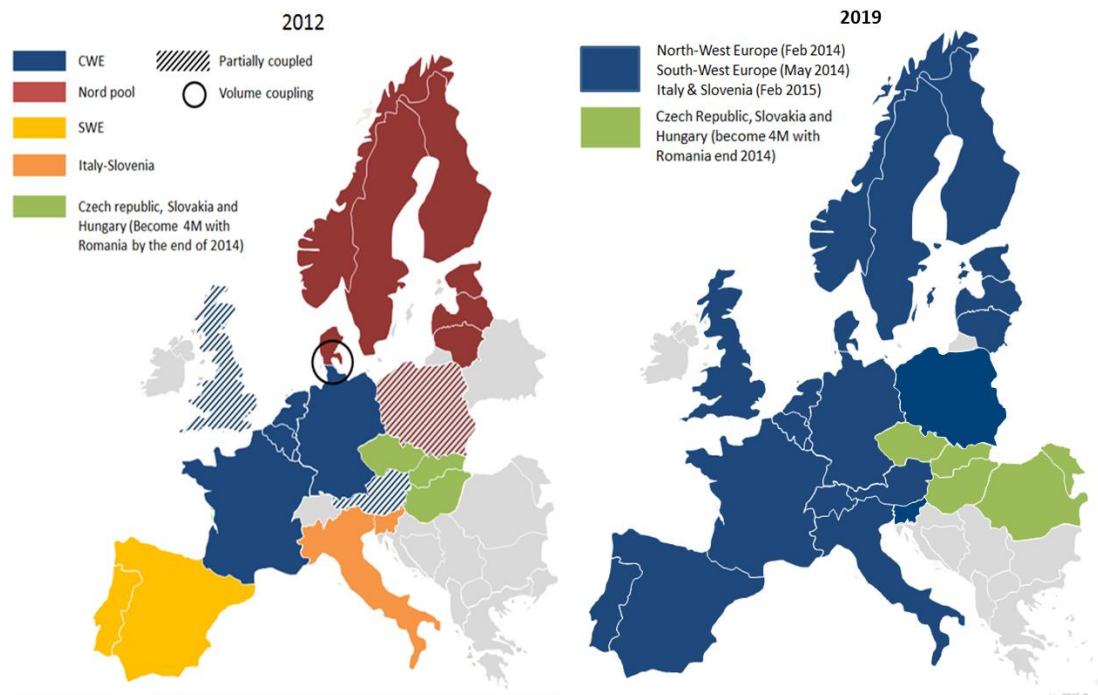 2012
CWE
Nord pool
SWE
Italy-Slovenia
Czech republic, Slovakia and
Hungary (Become 4M with
Romania by the end of 2014)
Partially coupled
Volume coupling
2019
North-West Europe (Feb 2014)
South-West Europe (May 2014)
Italy & Slovenia (Feb 2015)
Czech Republic, Slovakia and
Hungary (become 4M with
Romania end 2014)